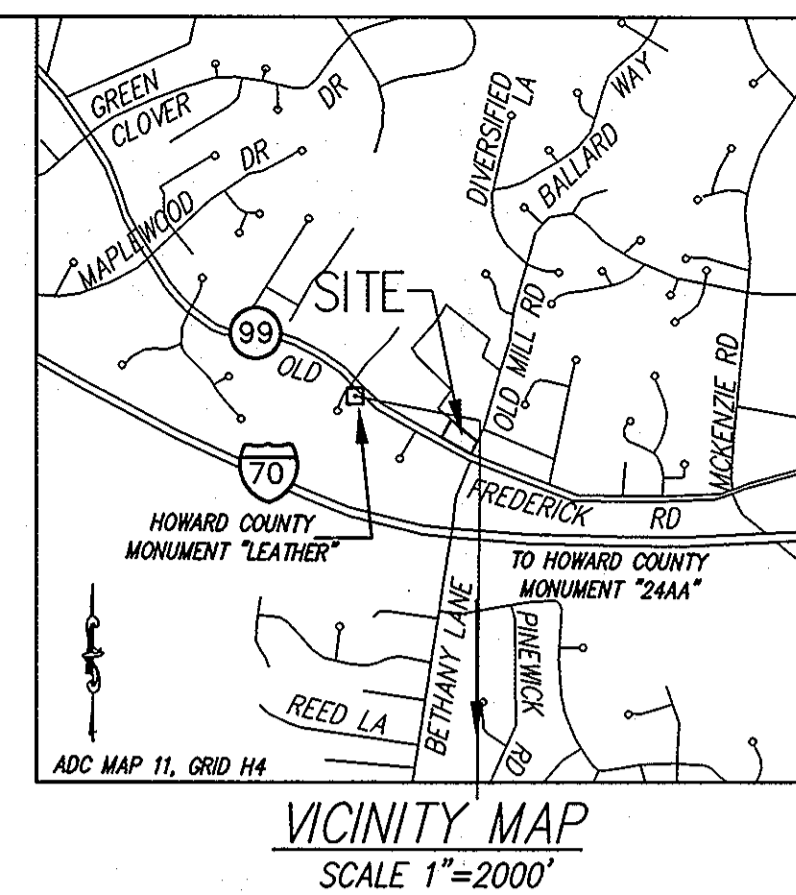 GREEN
CLOVER
DR
MAPLEWOOD
DR
DIVERSIFIED
LA
BALLARD
WAY
SITE
99
OLD
OLD MILL RD
MCKENZIE RD
70
FREDERICK
RD
HOWARD COUNTY
MONUMENT "LEATHER"
TO HOWARD COUNTY
MONUMENT "24AA"
BETHANY LANE
PINEWICK
RD
REED LA
ADC MAP 11, GRID H4
VICINITY MAP
SCALE 1"=2000'